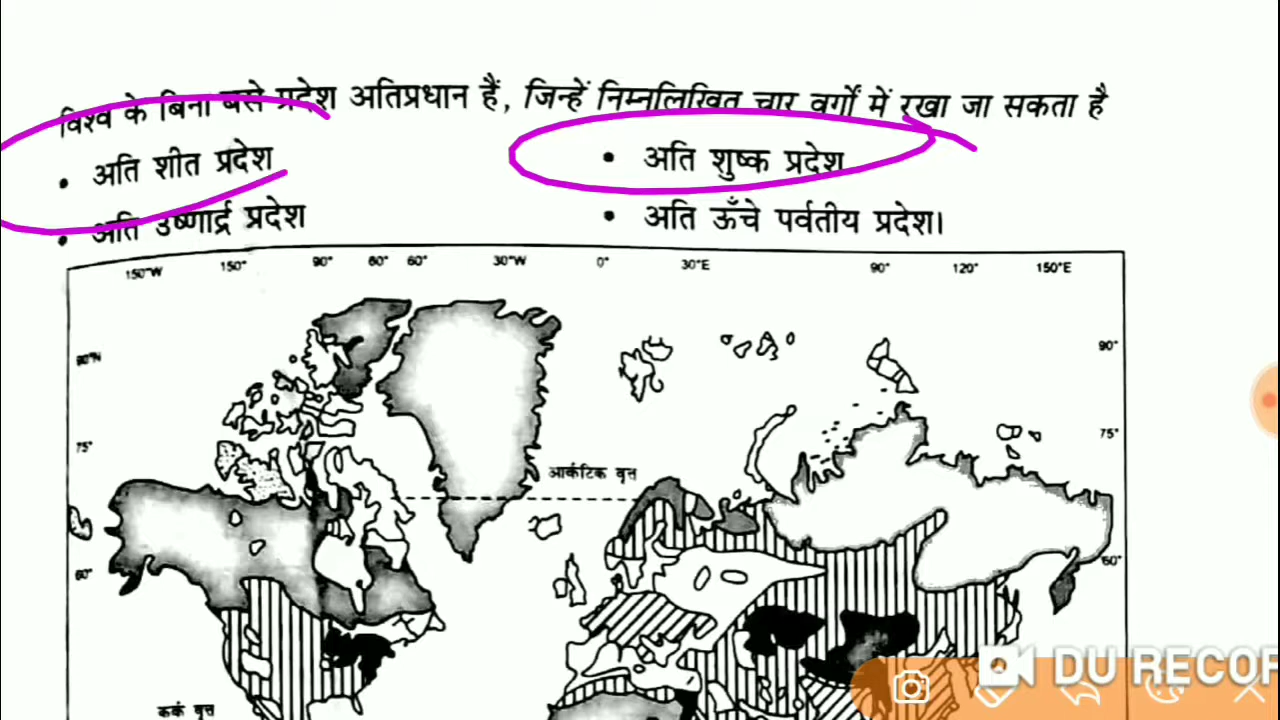 विश्व के बिना बसे प्रदेश अतिप्रधान हैं, जिन्हें निम्नलिखित चार वर्गों में रखा जा सकता है
• अति शीत प्रदेश • अति शुष्क प्रदेश
• अति उष्णार्द्र प्रदेश • अति ऊँचे पर्वतीय प्रदेश।
150°W 150° 90° 60° 60° 30°W 0° 30°E 90° 120° 150°E
90°N 90°
75° 75°
आर्कटिक वृत्त
60° 60°
DU RECOR
कर्क वृत्त